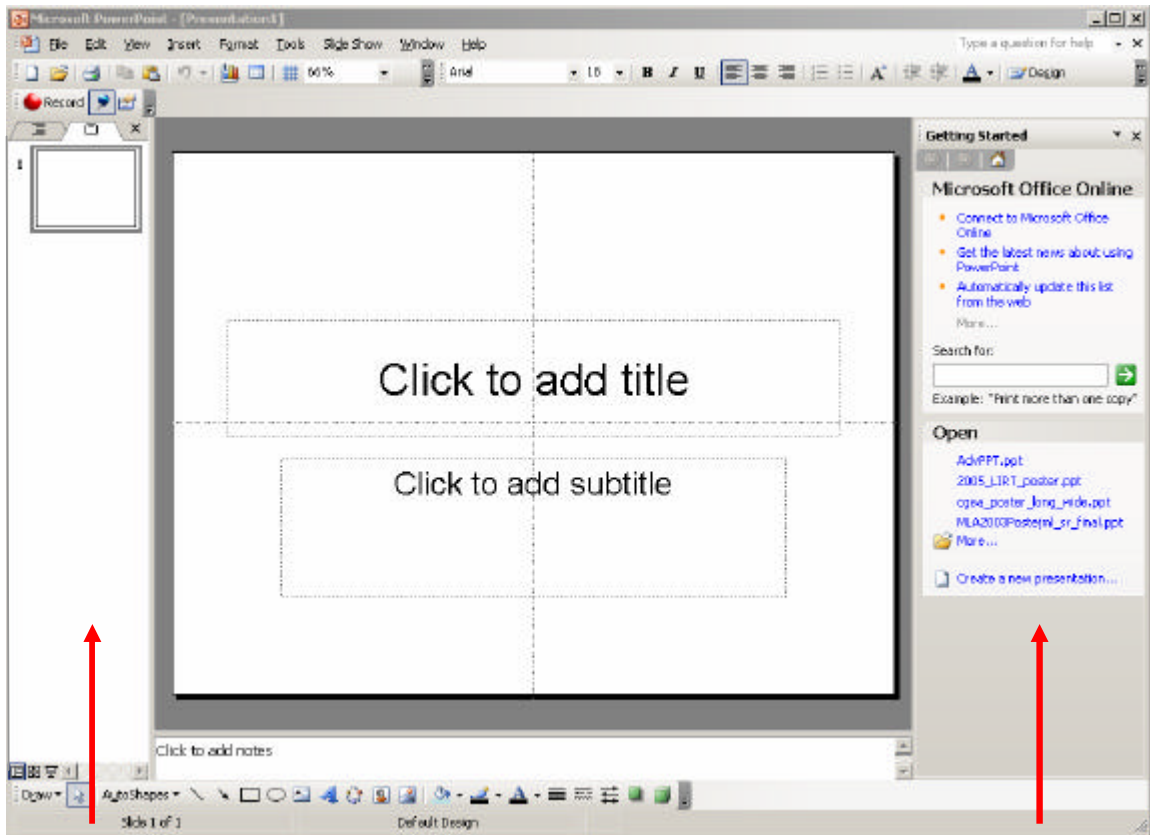 Microsoft PowerPoint - [Presentation1]
File Edit View Insert Format Tools Slide Show Window Help
Type a question for help
66% Arial 18 B I U A A Design
Record
1
Click to add title
Click to add subtitle
Click to add notes
Getting Started
Microsoft Office Online
Connect to Microsoft Office
Online
Get the latest news about using
PowerPoint
Automatically update this list
from the web
More...
Search for:
Example: "Print more than one copy"
Open
AdvPPT.ppt
2005_LIRT_poster.ppt
More...
Create a new presentation...
Draw AutoShapes A
Slide 1 of 1 Default Design